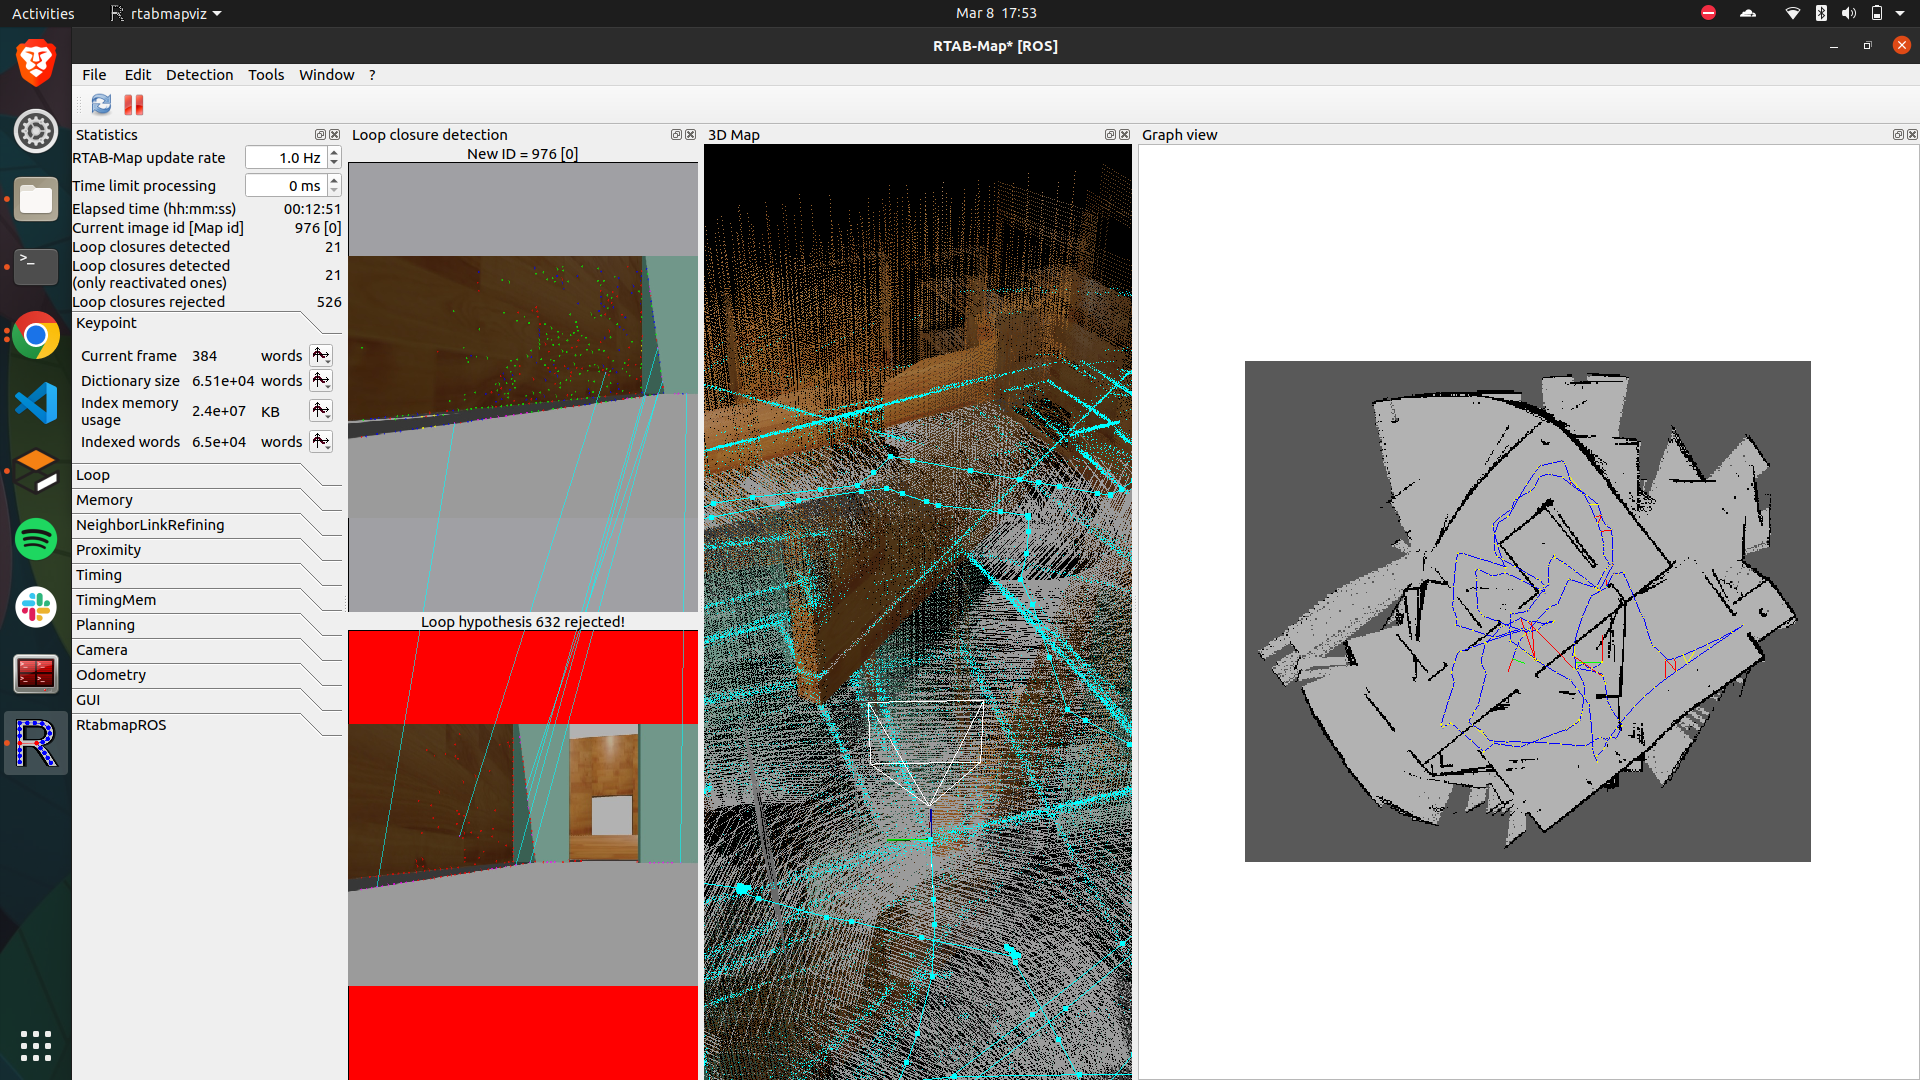 Activities
rtabmapviz
Mar 8 17:53
RTAB-Map* [ROS]
File Edit Detection Tools Window ?
Statistics
Loop closure detection
3D Map
Graph view
RTAB-Map update rate 1.0 Hz
Time limit processing 0 ms
Elapsed time (hh:mm:ss) 00:12:51
Current image id [Map id] 976 [0]
Loop closures detected 21
Loop closures detected
(only reactivated ones) 21
Loop closures rejected 526
Keypoint
Current frame 384 words
Dictionary size 6.51e+04 words
Index memory
usage 2.4e+07 KB
Indexed words 6.5e+04 words
Loop
Memory
NeighborLinkRefining
Proximity
Timing
TimingMem
Planning
Camera
Odometry
GUI
RtabmapROS
New ID = 976 [0]
Loop hypothesis 632 rejected!